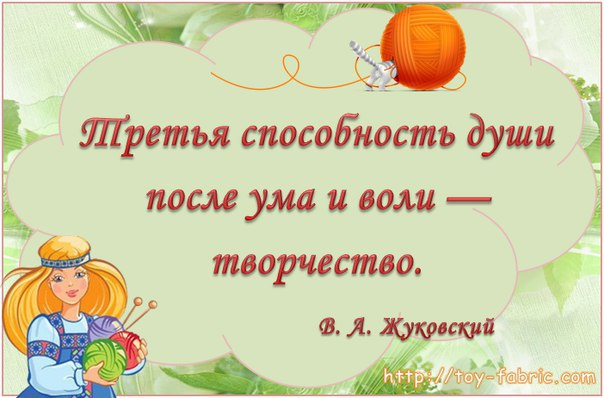 Третья способность души
после ума и воли —
творчество.
В. А. Жуковский
http://toy-fabric.com